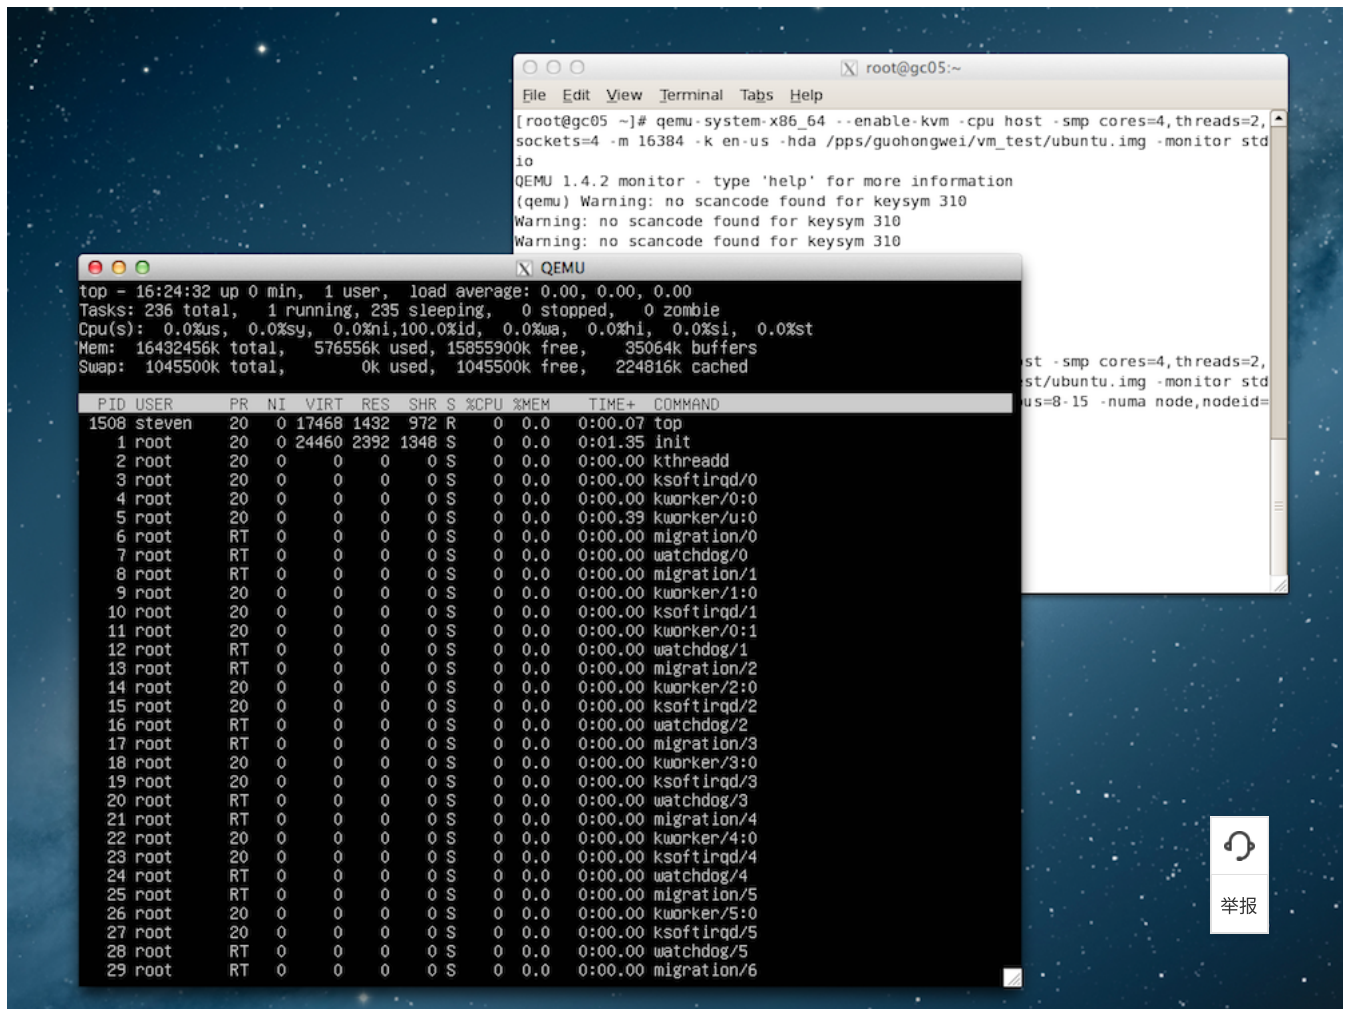 root@gc05:~
File Edit View Terminal Tabs Help
[root@gc05 ~]# qemu-system-x86_64 --enable-kvm -cpu host -smp cores=4,threads=2,
sockets=4 -m 16384 -k en-us -hda /pps/guohongwei/vm_test/ubuntu.img -monitor std
io
QEMU 1.4.2 monitor - type 'help' for more information
(qemu) Warning: no scancode found for keysym 310
Warning: no scancode found for keysym 310
Warning: no scancode found for keysym 310
st -smp cores=4,threads=2,
st/ubuntu.img -monitor std
us=8-15 -numa node,nodeid=
QEMU
top - 16:24:32 up 0 min,  1 user,  load average: 0.00, 0.00, 0.00
Tasks: 236 total,   1 running, 235 sleeping,   0 stopped,   0 zombie
Cpu(s):  0.0%us,  0.0%sy,  0.0%ni,100.0%id,  0.0%wa,  0.0%hi,  0.0%si,  0.0%st
Mem:  16432456k total,   576556k used, 15855900k free,    35064k buffers
Swap:  1045500k total,        0k used,  1045500k free,   224816k cached
PID USER PR NI VIRT RES SHR S %CPU %MEM TIME+ COMMAND
1508 steven 20 0 17468 1432 972 R 0 0.0 0:00.07 top
1 root 20 0 24460 2392 1348 S 0 0.0 0:01.35 init
2 root 20 0 0 0 0 S 0 0.0 0:00.00 kthreadd
3 root 20 0 0 0 0 S 0 0.0 0:00.00 ksoftirqd/0
4 root 20 0 0 0 0 S 0 0.0 0:00.00 kworker/0:0
5 root 20 0 0 0 0 S 0 0.0 0:00.39 kworker/u:0
6 root RT 0 0 0 0 S 0 0.0 0:00.00 migration/0
7 root RT 0 0 0 0 S 0 0.0 0:00.00 watchdog/0
8 root RT 0 0 0 0 S 0 0.0 0:00.00 migration/1
9 root 20 0 0 0 0 S 0 0.0 0:00.00 kworker/1:0
10 root 20 0 0 0 0 S 0 0.0 0:00.00 ksoftirqd/1
11 root 20 0 0 0 0 S 0 0.0 0:00.00 kworker/0:1
12 root RT 0 0 0 0 S 0 0.0 0:00.00 watchdog/1
13 root RT 0 0 0 0 S 0 0.0 0:00.00 migration/2
14 root 20 0 0 0 0 S 0 0.0 0:00.00 kworker/2:0
15 root 20 0 0 0 0 S 0 0.0 0:00.00 ksoftirqd/2
16 root RT 0 0 0 0 S 0 0.0 0:00.00 watchdog/2
17 root RT 0 0 0 0 S 0 0.0 0:00.00 migration/3
18 root 20 0 0 0 0 S 0 0.0 0:00.00 kworker/3:0
19 root 20 0 0 0 0 S 0 0.0 0:00.00 ksoftirqd/3
20 root RT 0 0 0 0 S 0 0.0 0:00.00 watchdog/3
21 root RT 0 0 0 0 S 0 0.0 0:00.00 migration/4
22 root 20 0 0 0 0 S 0 0.0 0:00.00 kworker/4:0
23 root 20 0 0 0 0 S 0 0.0 0:00.00 ksoftirqd/4
24 root RT 0 0 0 0 S 0 0.0 0:00.00 watchdog/4
25 root RT 0 0 0 0 S 0 0.0 0:00.00 migration/5
26 root 20 0 0 0 0 S 0 0.0 0:00.00 kworker/5:0
27 root 20 0 0 0 0 S 0 0.0 0:00.00 ksoftirqd/5
28 root RT 0 0 0 0 S 0 0.0 0:00.00 watchdog/5
29 root RT 0 0 0 0 S 0 0.0 0:00.00 migration/6
举报